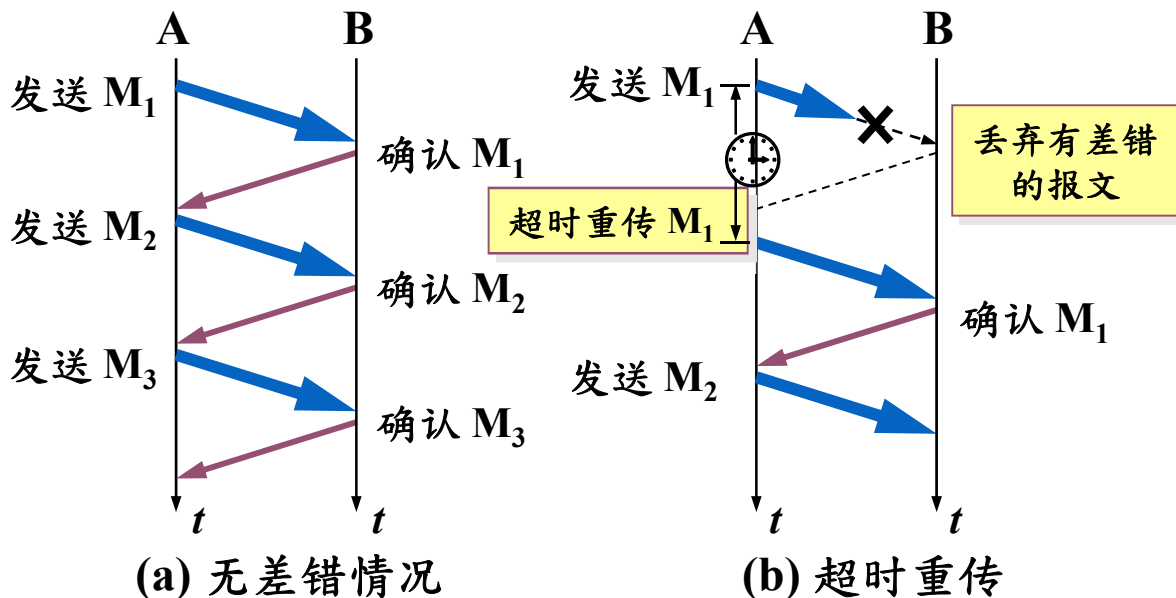 A
B
发送 M₁
确认 M₁
发送 M₂
确认 M₂
发送 M₃
确认 M₃
t
t
(a) 无差错情况
A
B
发送 M₁
丢弃有差错
的报文
超时重传 M₁
确认 M₁
发送 M₂
t
t
(b) 超时重传